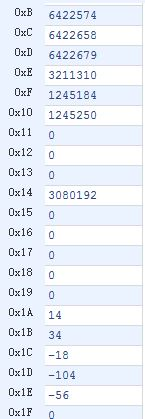 0xB 6422574
0xC 6422658
0xD 6422679
0xE 3211310
0xF 1245184
0x10 1245250
0x11 0
0x12 0
0x13 0
0x14 3080192
0x15 0
0x16 0
0x17 0
0x18 0
0x19 0
0x1A 14
0x1B 34
0x1C -18
0x1D -104
0x1E -56
0x1F 0